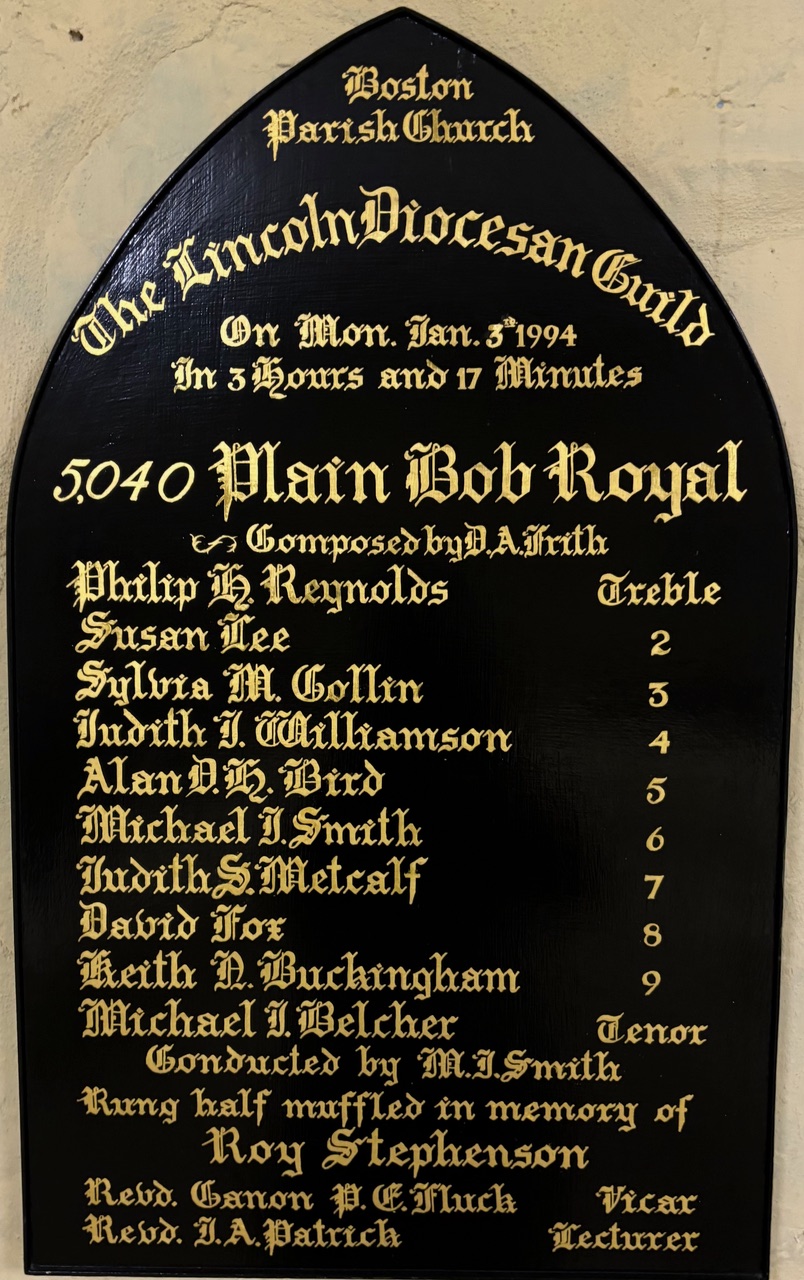 Boston
Parish Church
The Lincoln Diocesan Guild
On Mon. Jan. 3rd 1994
In 3 Hours and 17 Minutes
5,040 Plain Bob Royal
Composed by D.A. Frith
Philip H. Reynolds Treble
Susan Lee 2
Sylvia M. Collin 3
Judith J. Williamson 4
Alan D.H. Bird 5
Michael J. Smith 6
Judith S. Metcalf 7
David Fox 8
Keith N. Buckingham 9
Michael J. Belcher Tenor
Conducted by M.J. Smith
Rung half muffled in memory of
Roy Stephenson
Revd. Canon P.E. Fluck Vicar
Revd. J.A. Patrick Lecturer